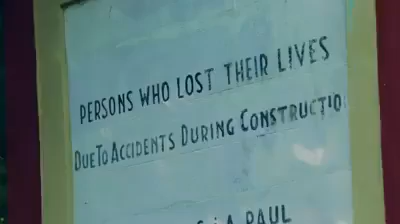 PERSONS WHO LOST THEIR LIVES
DUE TO ACCIDENTS DURING CONSTRUCTIO
PAUL